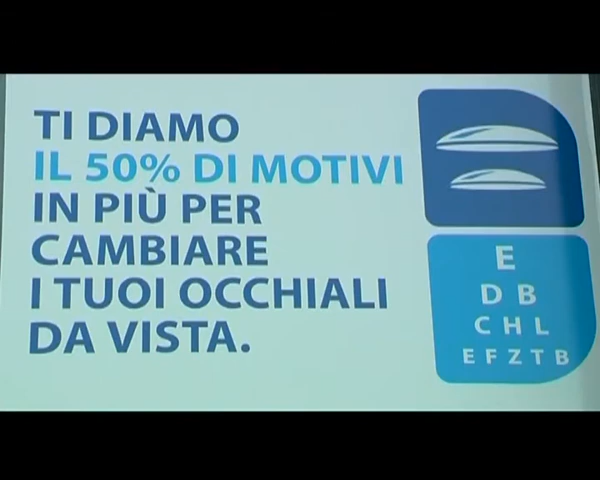 TI DIAMO
IL 50% DI MOTIVI
IN PIÙ PER
CAMBIARE
I TUOI OCCHIALI
DA VISTA.
E
D B
C H L
E F Z T B